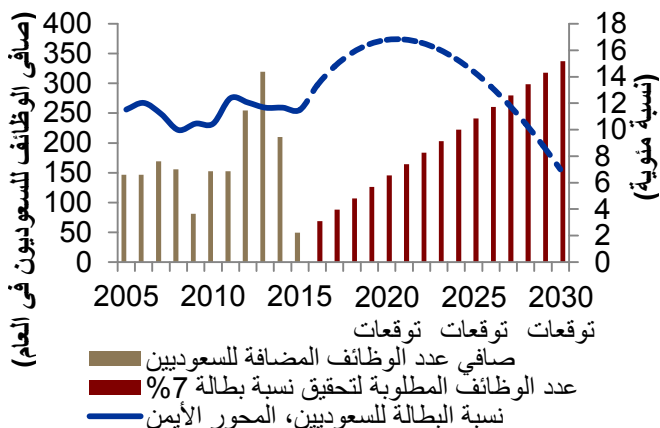 400
350
300
250
200
150
100
50
0
(صافي الوظائف للسعوديون في العام)
18
16
14
12
10
8
6
4
2
0
(نسبة مئوية)
2005 2010 2015 2020 2025 2030
توقعات توقعات توقعات
صافي عدد الوظائف المضافة للسعوديين
عدد الوظائف المطلوبة لتحقيق نسبة بطالة 7%
نسبة البطالة للسعوديين، المحور الأيمن